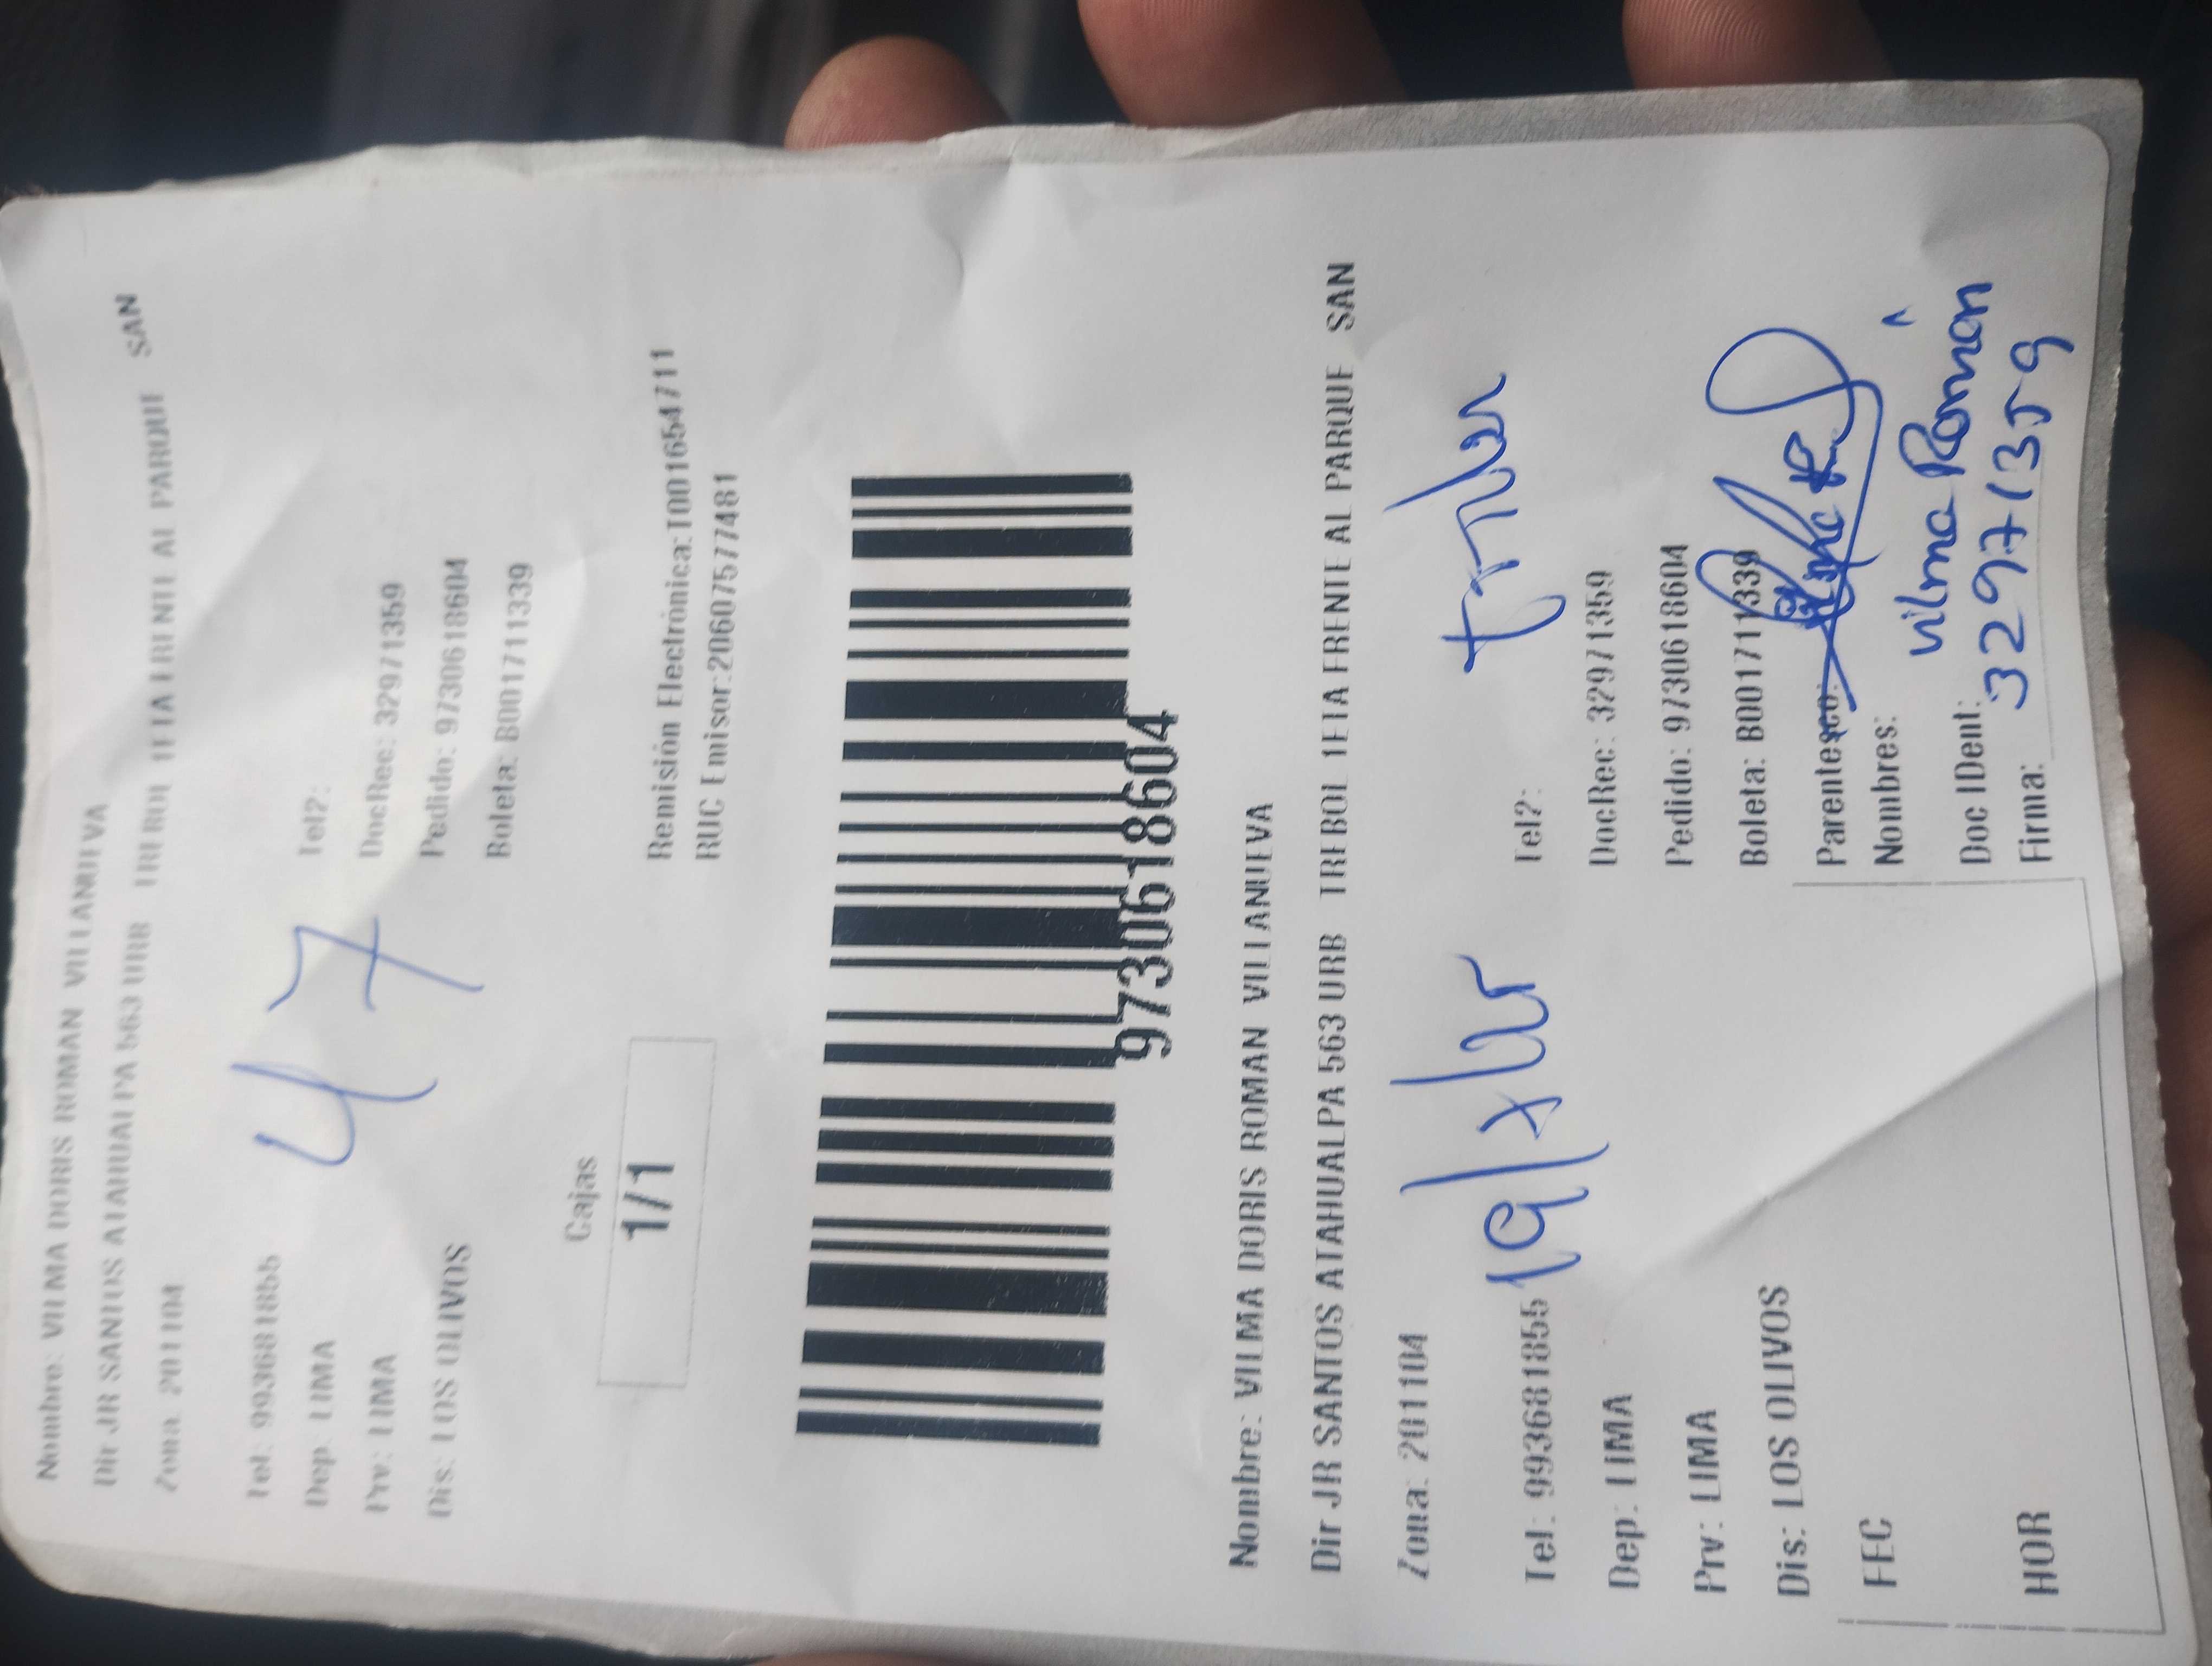 Nombre: VILMA DORIS ROMAN VILLANUEVA
Dir JR SANTOS ATAHUALPA 563 URB TREBOL 1ETA FRENTE AL PARQUE SAN
Zona: 201104
Tel: 993681855
Tel2:
Dep: LIMA
DocRec: 32971359
Prv: LIMA
Pedido: 9730618604
Dis: LOS OLIVOS
Boleta: B001711339
47
Cajas
1/1
Remisión Electrónica:T001654711
RUC Emisor:20607577481
9730618604
Nombre: VILMA DORIS ROMAN VILLANUEVA
Dir JR SANTOS ATAHUALPA 563 URB TREBOL 1ETA FRENTE AL PARQUE SAN
Zona: 201104
Tel: 993681855
Tel2:
Dep: LIMA
DocRec: 32971359
Prv: LIMA
Pedido: 9730618604
Dis: LOS OLIVOS
Boleta: B001711339
FEC
Parentesco:
Nombres: Vilma Román
HOR
Doc IDent: 32971359
Firma: